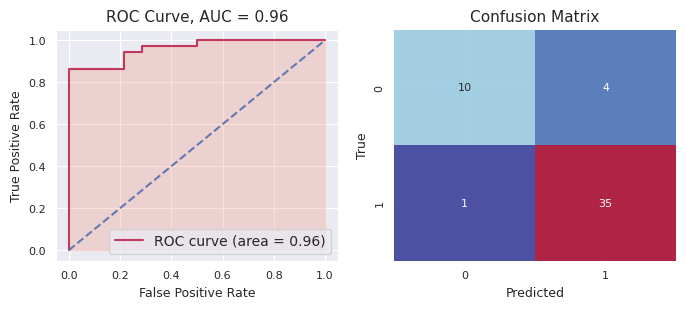 ROC Curve, AUC = 0.96
1.0
0.8
0.6
0.4
0.2
0.0
True Positive Rate
0.0 0.2 0.4 0.6 0.8 1.0
False Positive Rate
ROC curve (area = 0.96)
Confusion Matrix
True
0
1
10 4
1 35
0 1
Predicted